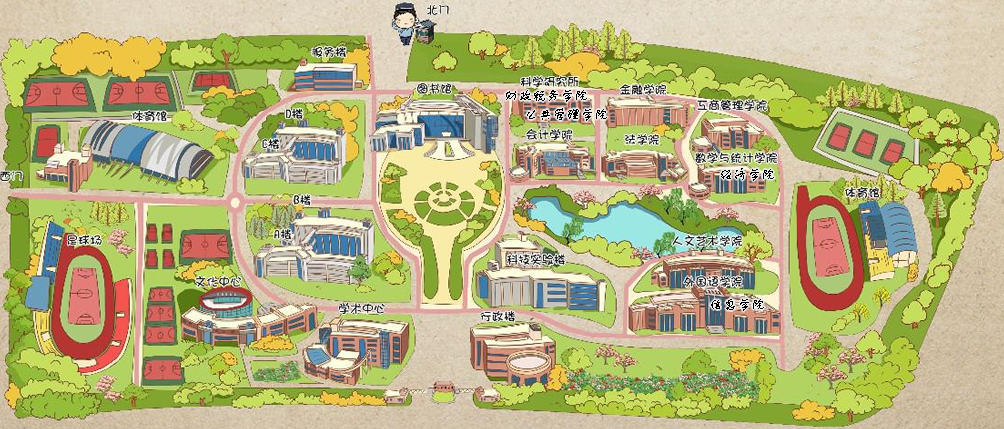 北门
服务楼
图书馆
科学研究所
财政税务学院
公共管理学院
金融学院
工商管理学院
体育馆
D楼
C楼
会计学院
法学院
数学与统计学院
经济学院
西门
体育馆
B楼
A楼
足球场
人文艺术学院
科技实验楼
文化中心
外国语学院
信息学院
学术中心
行政楼